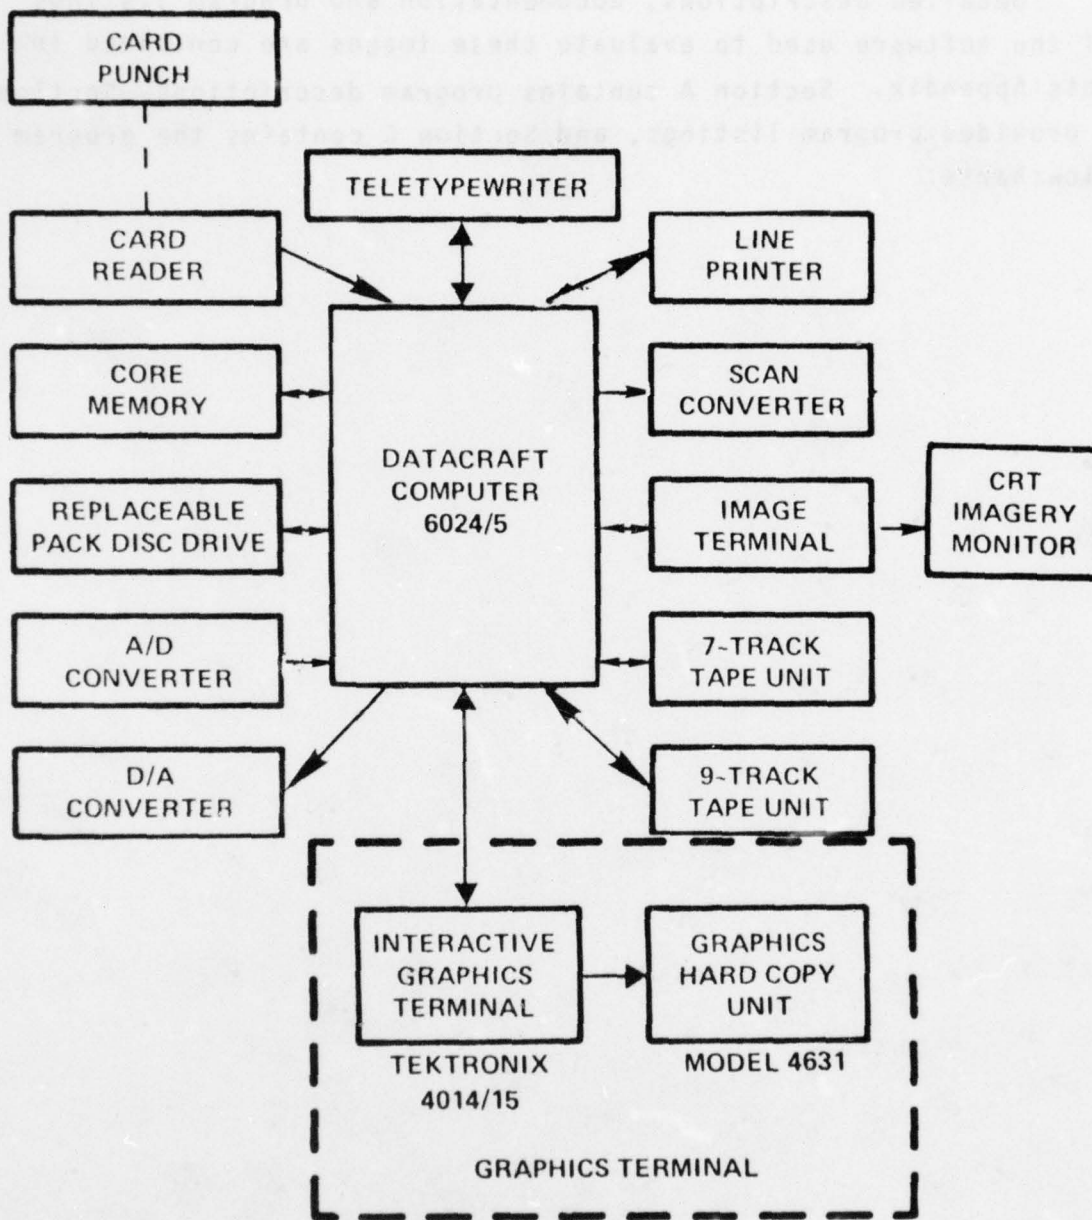 CARD
PUNCH
TELETYPEWRITER
CARD
READER
LINE
PRINTER
CORE
MEMORY
SCAN
CONVERTER
DATACRAFT
COMPUTER
6024/5
REPLACEABLE
PACK DISC DRIVE
IMAGE
TERMINAL
CRT
IMAGERY
MONITOR
A/D
CONVERTER
7-TRACK
TAPE UNIT
D/A
CONVERTER
9-TRACK
TAPE UNIT
INTERACTIVE
GRAPHICS
TERMINAL
GRAPHICS
HARD COPY
UNIT
TEKTRONIX
4014/15
MODEL 4631
GRAPHICS TERMINAL